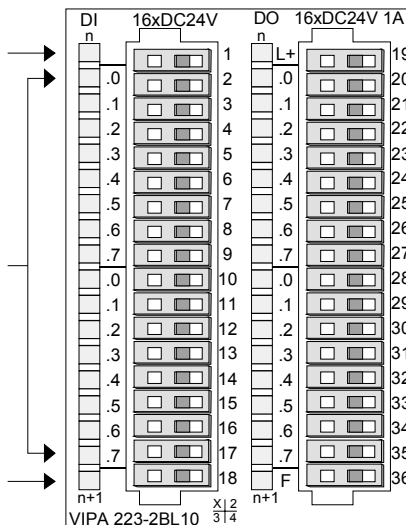 DI 16xDC24V DO 16xDC24V 1A
n n
1 L+ 19
.0 2 .0 20
.1 3 .1 21
.2 4 .2 22
.3 5 .3 23
.4 6 .4 24
.5 7 .5 25
.6 8 .6 26
.7 9 .7 27
.0 10 .0 28
.1 11 .1 29
.2 12 .2 30
.3 13 .3 31
.4 14 .4 32
.5 15 .5 33
.6 16 .6 34
.7 17 .7 35
18 F 36
n+1 n+1
X 2
VIPA 223-2BL10 3 4